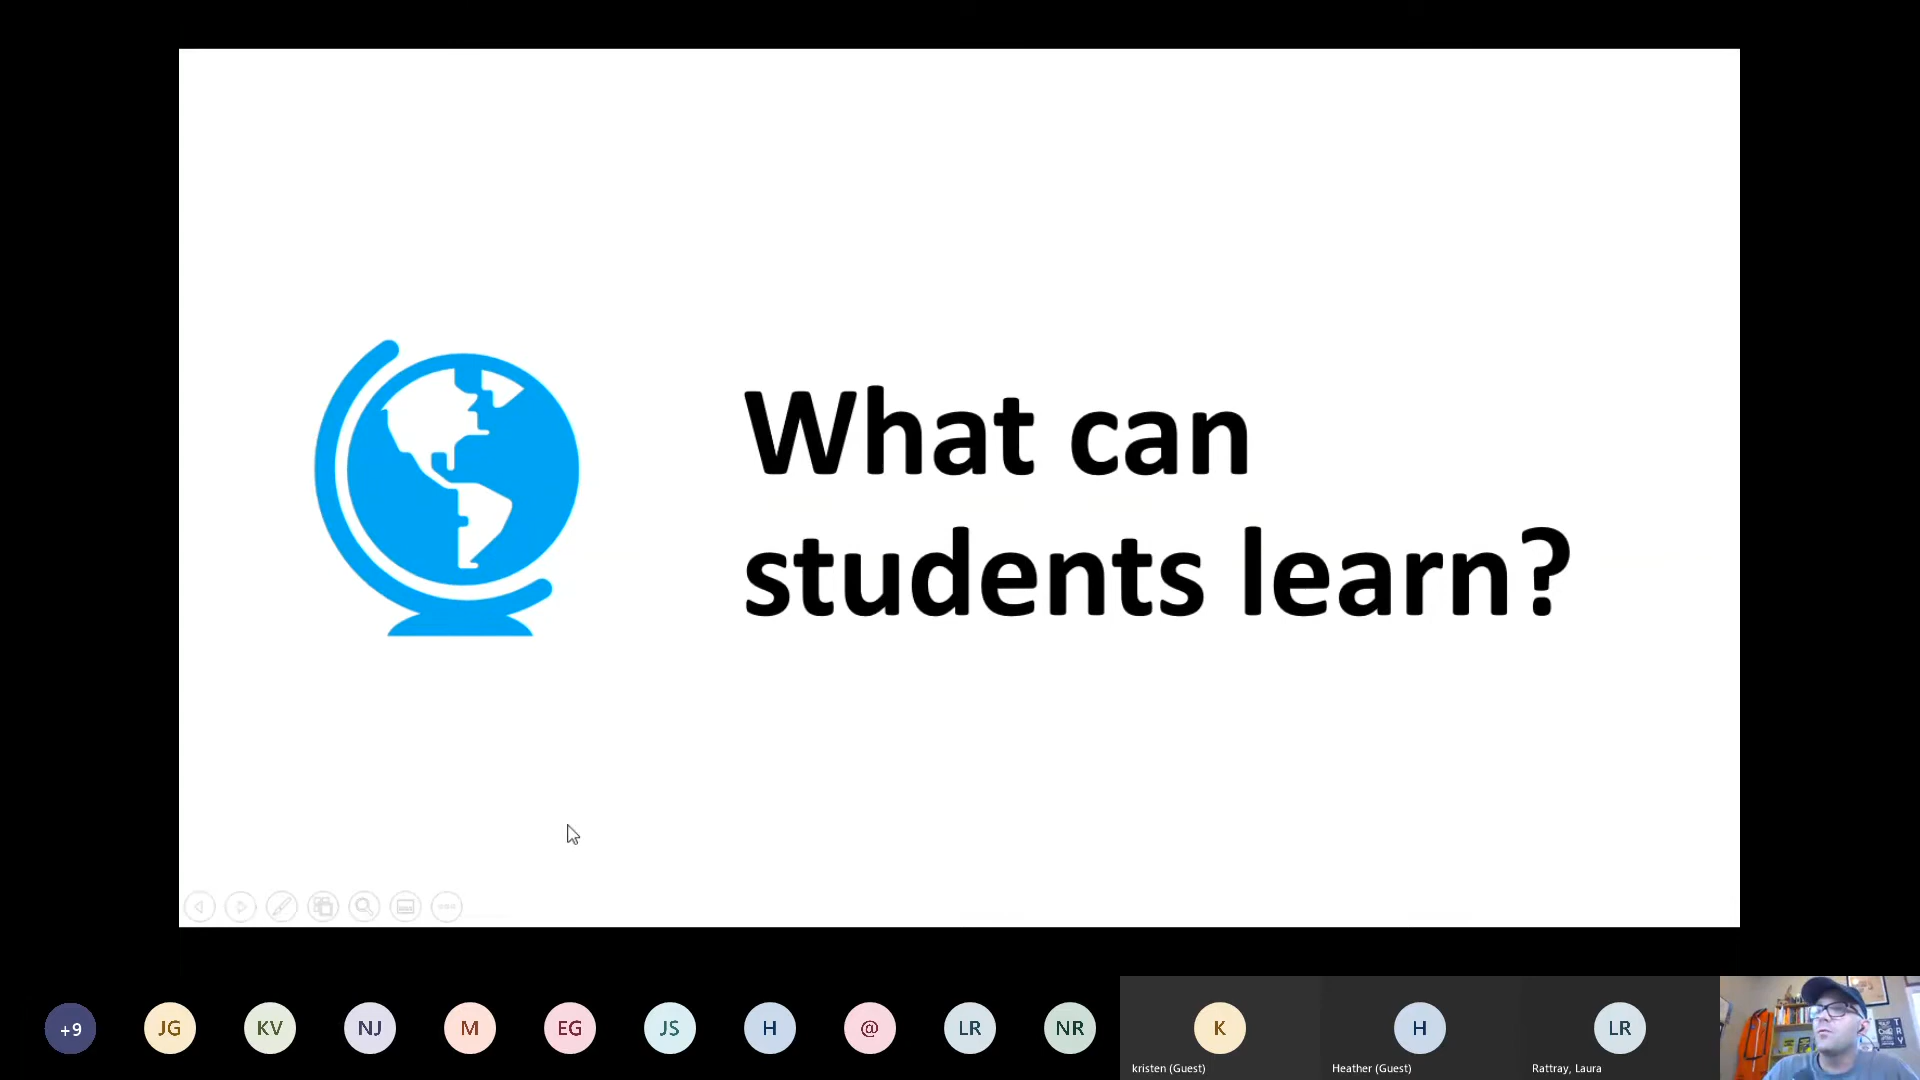 What can
students learn?
+9
JG
KV
NJ
M
EG
JS
H
@
LR
NR
K
H
LR
kristen (Guest)
Heather (Guest)
Rattray, Laura